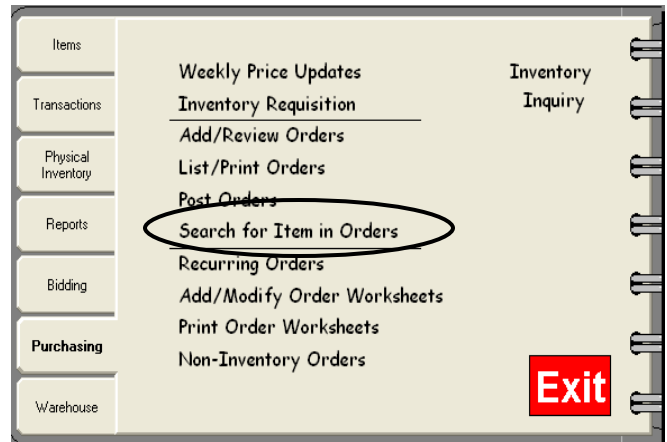 Items
Transactions
Physical
Inventory
Reports
Bidding
Purchasing
Warehouse
Weekly Price Updates
Inventory Requisition
Add/Review Orders
List/Print Orders
Post Orders
Search for Item in Orders
Recurring Orders
Add/Modify Order Worksheets
Print Order Worksheets
Non-Inventory Orders
Inventory
Inquiry
Exit